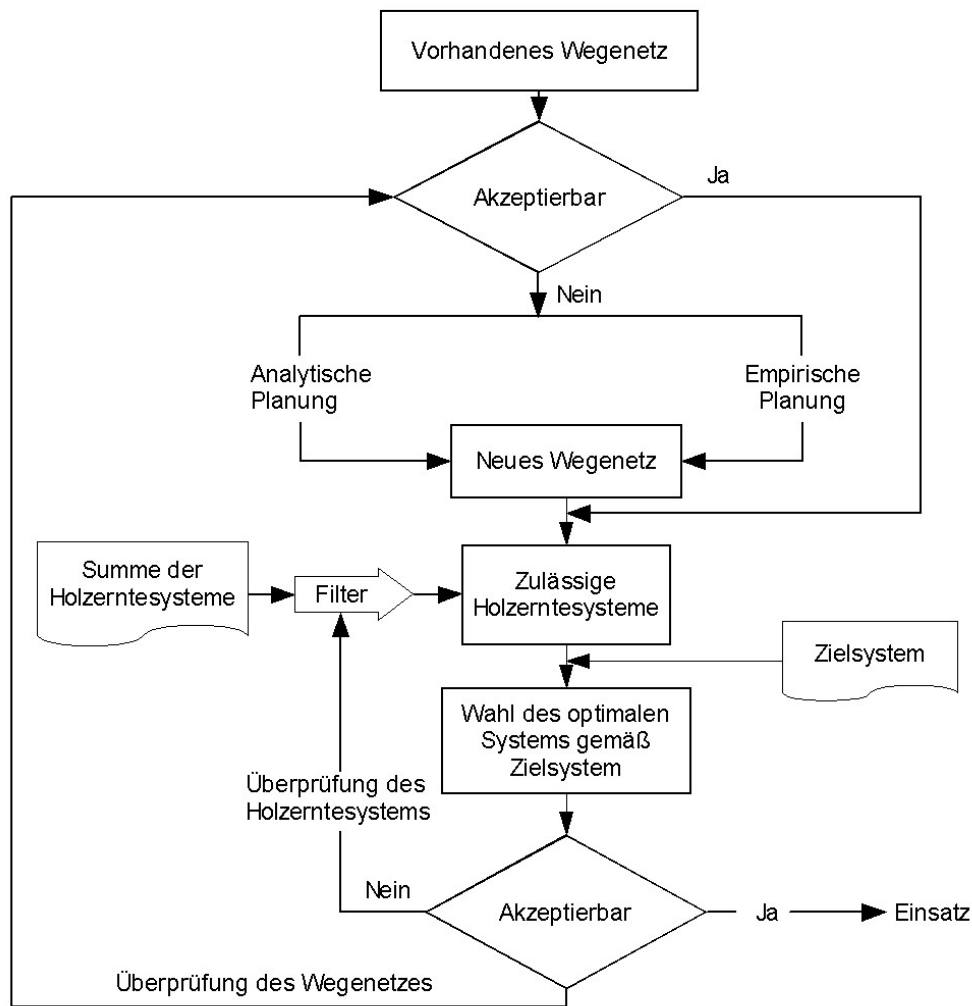 Vorhandenes Wegenetz
Akzeptierbar
Ja
Nein
Analytische
Planung
Empirische
Planung
Neues Wegenetz
Summe der
Holzerntesysteme
Filter
Zulässige
Holzerntesysteme
Zielsystem
Wahl des optimalen
Systems gemäß
Zielsystem
Überprüfung des
Holzerntesystems
Nein
Akzeptierbar
Ja
Einsatz
Überprüfung des Wegenetzes